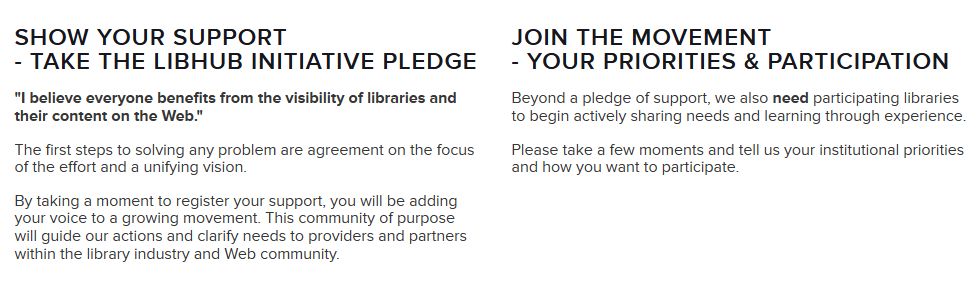 SHOW YOUR SUPPORT
- TAKE THE LIBHUB INITIATIVE PLEDGE
"I believe everyone benefits from the visibility of libraries and
their content on the Web."
The first steps to solving any problem are agreement on the focus
of the effort and a unifying vision.
By taking a moment to register your support, you will be adding
your voice to a growing movement. This community of purpose
will guide our actions and clarify needs to providers and partners
within the library industry and Web community.
JOIN THE MOVEMENT
- YOUR PRIORITIES & PARTICIPATION
Beyond a pledge of support, we also need participating libraries
to begin actively sharing needs and learning through experience.
Please take a few moments and tell us your institutional priorities
and how you want to participate.